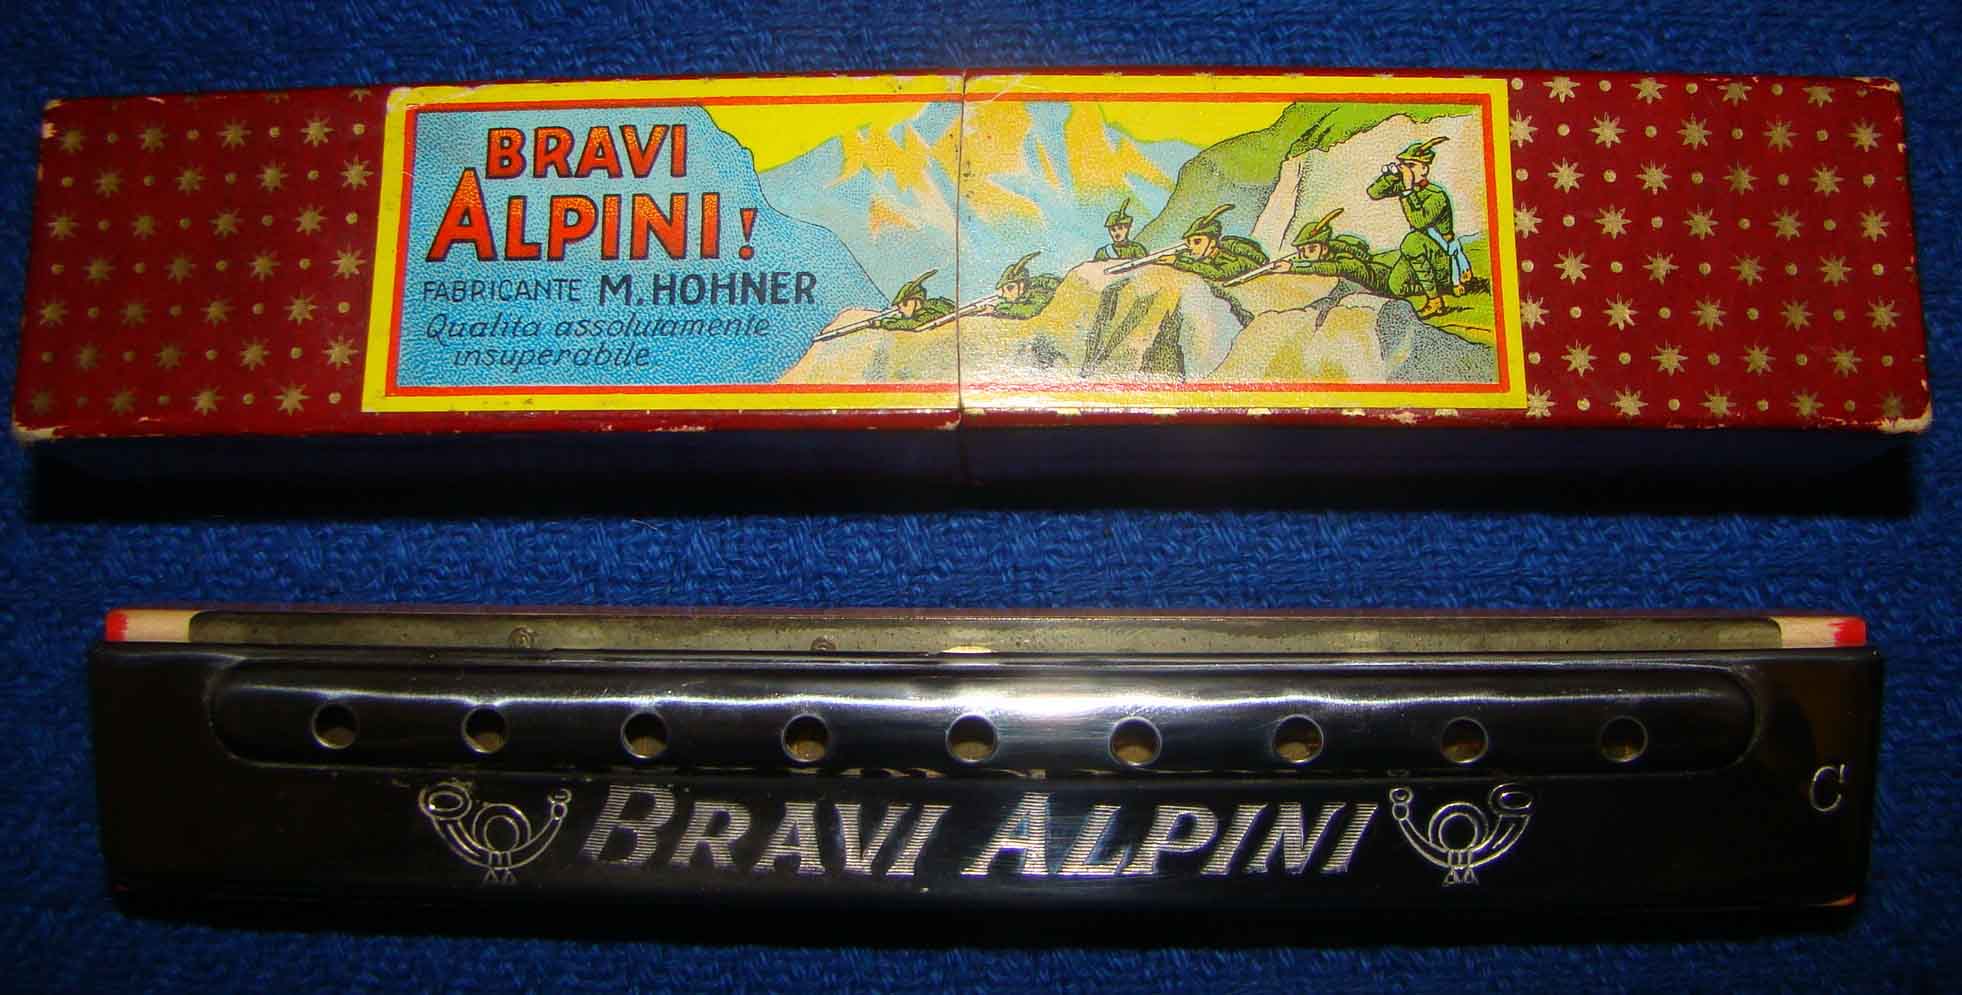 BRAVI
ALPINI!
FABRICANTE M. HOHNER
Qualita assolutamente
insuperabile
BRAVI ALPINI
C